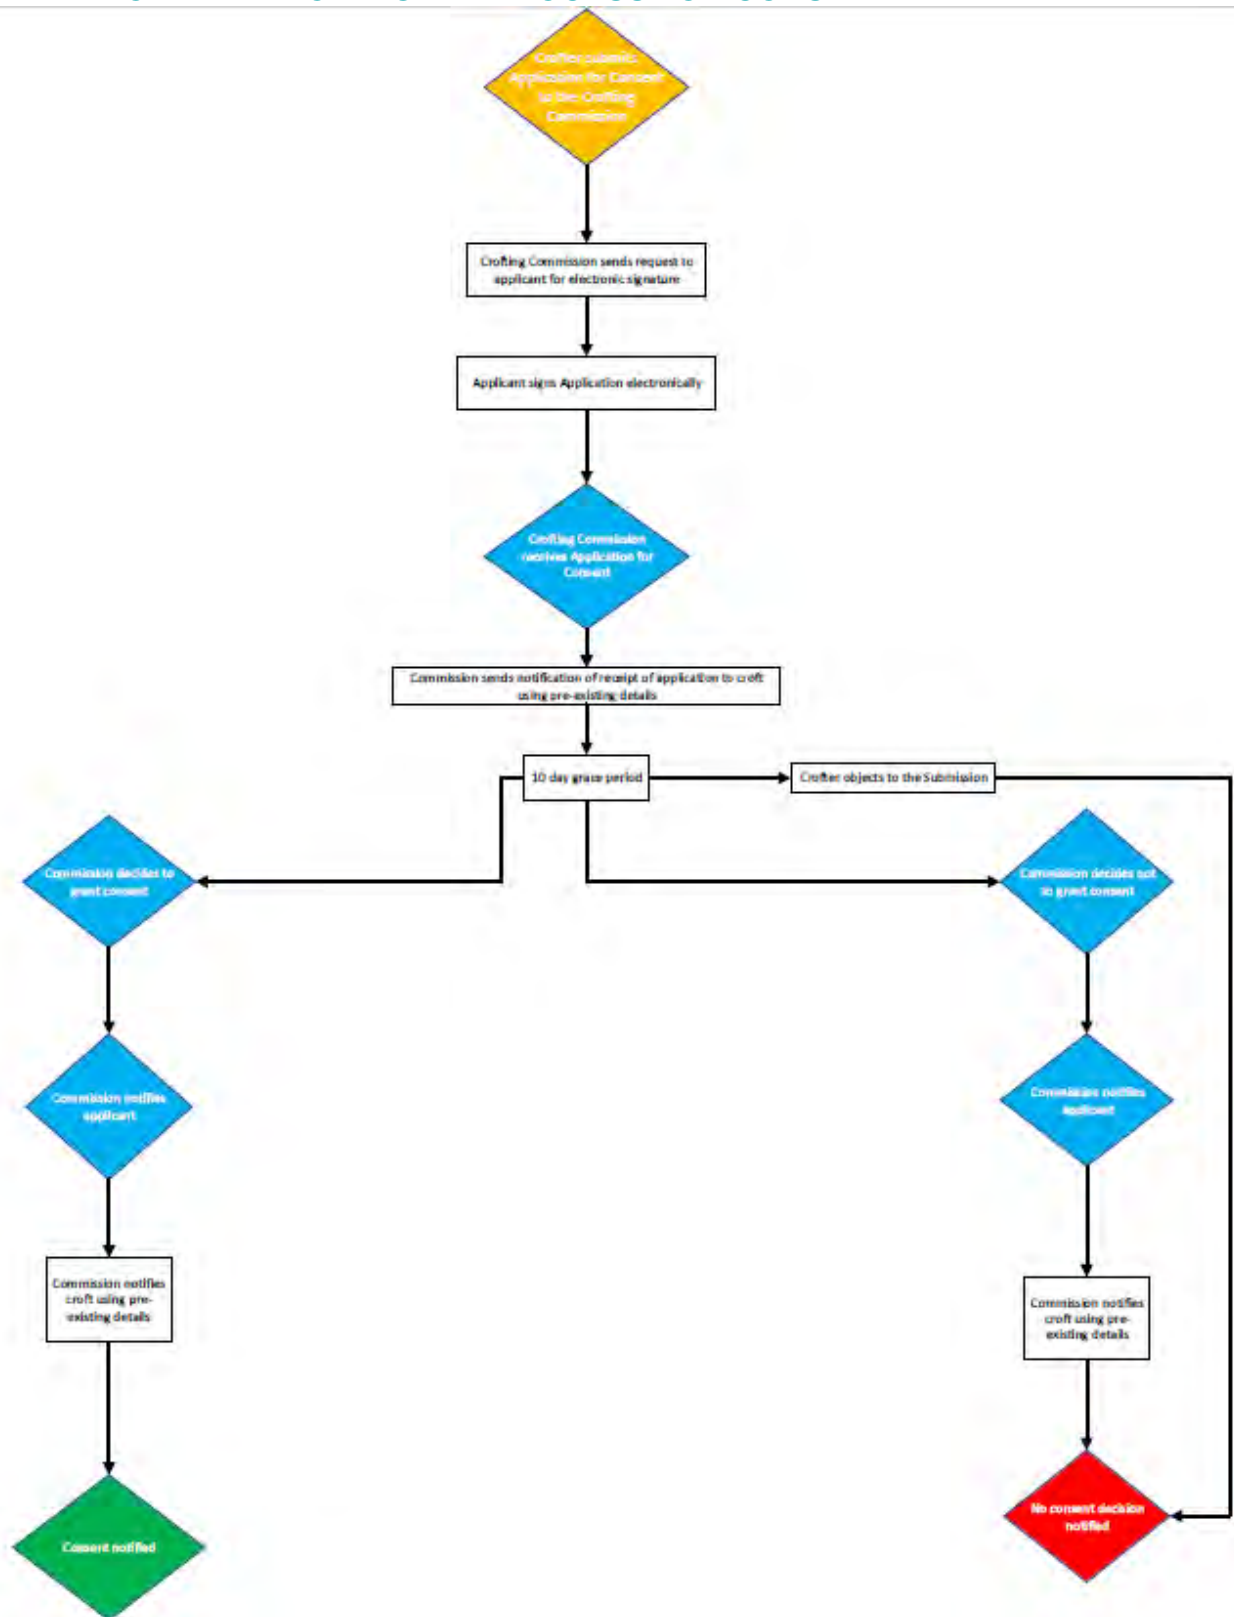 Crofter submits
Application for Consent
to the Crofting
Commission
Crofting Commission sends request to
applicant for electronic signature
Applicant signs Application electronically
Crofting Commission
receives Application for
Consent
Commission sends notification of receipt of application to croft
using pre-existing details
10 day grace period
Crofter objects to the Submission
Commission decides to
grant consent
Commission decides not
to grant consent
Commission notifies
applicant
Commission notifies
applicant
Commission notifies
croft using pre-
existing details
Commission notifies
croft using pre-
existing details
Consent notified
No consent decision
notified